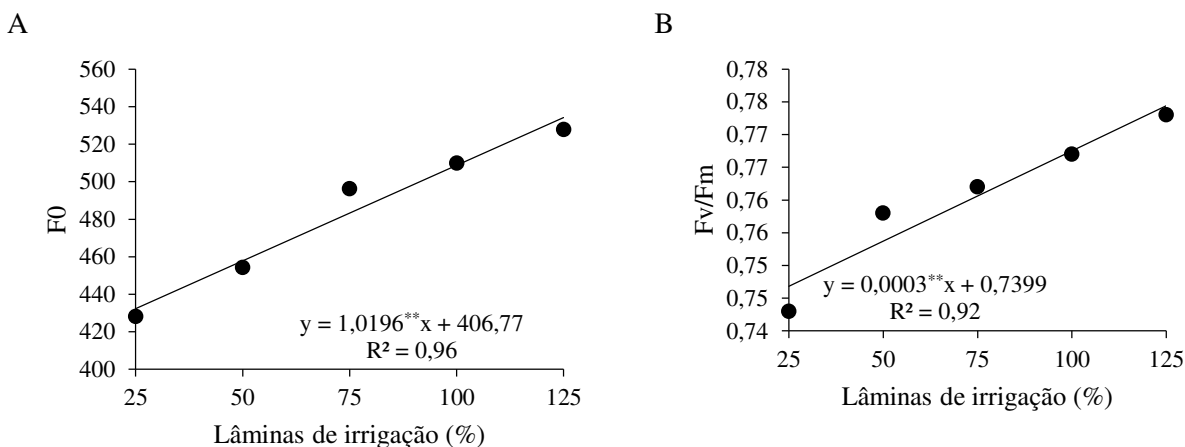 A
F0
560
540
520
500
480
460
440
420
400
25 50 75 100 125
Lâminas de irrigação (%)
y = 1,0196**x + 406,77
R² = 0,96
B
Fv/Fm
0,78
0,78
0,77
0,77
0,76
0,76
0,75
0,75
0,74
25 50 75 100 125
Lâminas de irrigação (%)
y = 0,0003**x + 0,7399
R² = 0,92